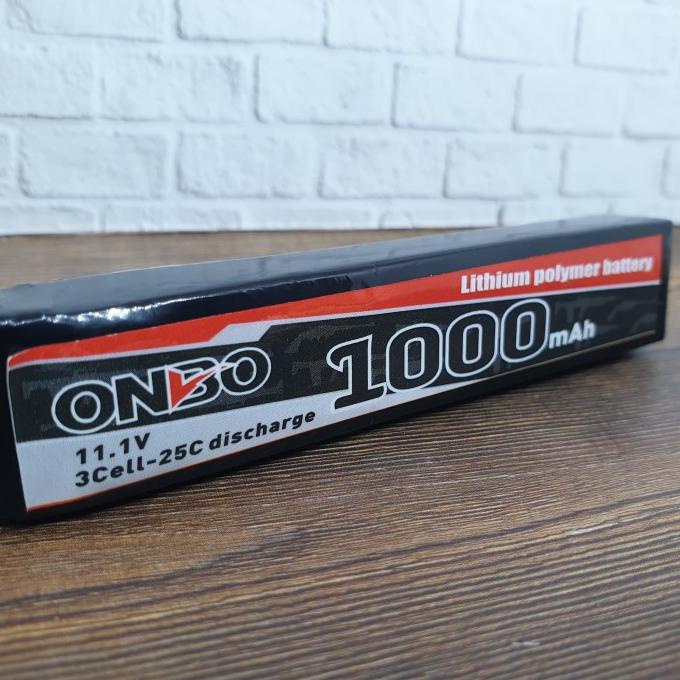 Lithium polymer battery
ONBO
1000mAh
11.1V
3Cell-25C discharge